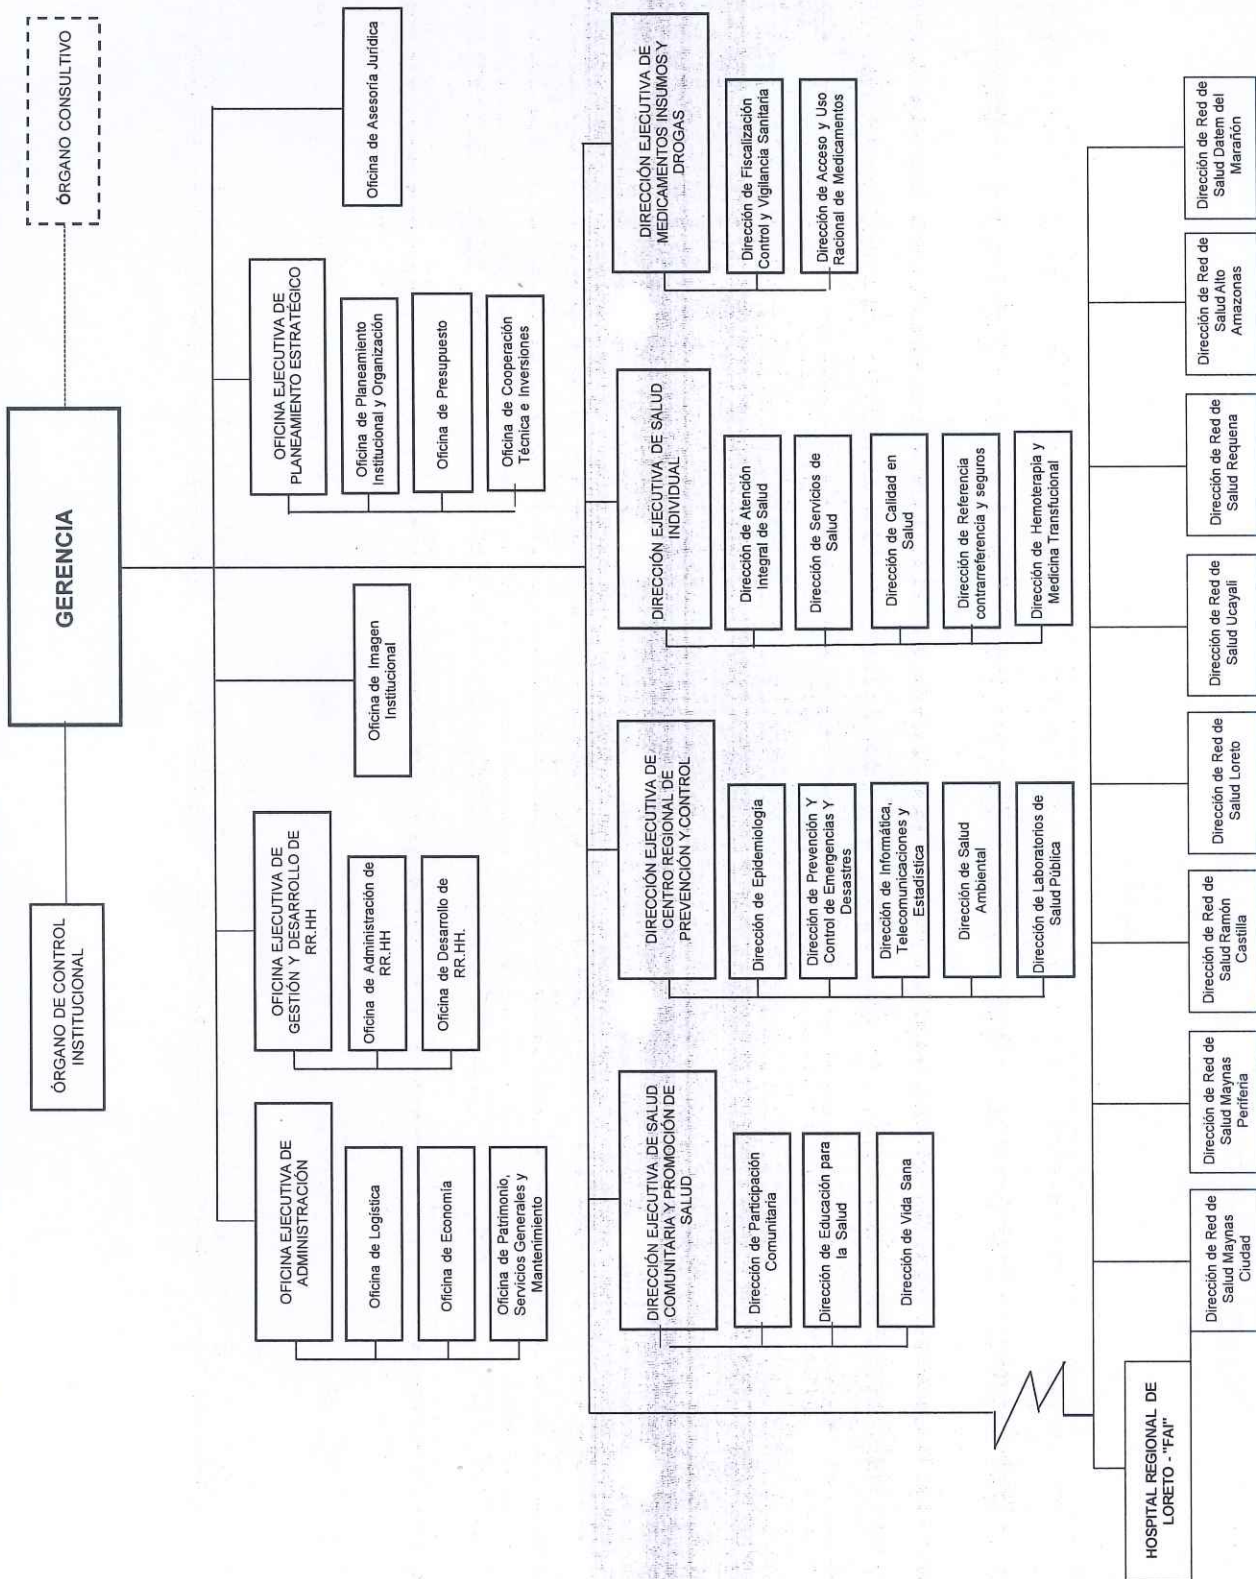 GERENCIA
ÓRGANO CONSULTIVO
ÓRGANO DE CONTROL
INSTITUCIONAL
OFICINA EJECUTIVA DE
ADMINISTRACIÓN
Oficina de Logística
Oficina de Economía
Oficina de Patrimonio,
Servicios Generales y
Mantenimiento
OFICINA EJECUTIVA DE
GESTIÓN Y DESARROLLO DE
RR.HH
Oficina de Administración de
RR.HH
Oficina de Desarrollo de
RR.HH.
Oficina de Imagen
Institucional
OFICINA EJECUTIVA DE
PLANEAMIENTO ESTRATÉGICO
Oficina de Planeamiento
Institucional y Organización
Oficina de Presupuesto
Oficina de Cooperación
Técnica e Inversiones
Oficina de Asesoría Jurídica
DIRECCIÓN EJECUTIVA DE SALUD
COMUNITARIA Y PROMOCIÓN DE
SALUD
Dirección de Participación
Comunitaria
Dirección de Educación para
la Salud
Dirección de Vida Sana
DIRECCIÓN EJECUTIVA DE
CENTRO REGIONAL DE
PREVENCIÓN Y CONTROL
Dirección de Epidemiología
Dirección de Prevención Y
Control de Emergencias Y
Desastres
Dirección de Informática,
Telecomunicaciones y
Estadística
Dirección de Salud
Ambiental
Dirección de Laboratorios de
Salud Pública
DIRECCIÓN EJECUTIVA DE SALUD
INDIVIDUAL
Dirección de Atención
Integral de Salud
Dirección de Servicios de
Salud
Dirección de Calidad en
Salud
Dirección de Referencia
contrarreferencia y seguros
Dirección de Hemoterapia y
Medicina Transfucional
DIRECCIÓN EJECUTIVA DE
MEDICAMENTOS INSUMOS Y
DROGAS
Dirección de Fiscalización
Control y Vigilancia Sanitaria
Dirección de Acceso y Uso
Racional de Medicamentos
HOSPITAL REGIONAL DE
LORETO - "FAI"
Dirección de Red de
Salud Maynas
Ciudad
Dirección de Red de
Salud Maynas
Periferia
Dirección de Red de
Salud Ramón
Castilla
Dirección de Red de
Salud Loreto
Dirección de Red de
Salud Ucayali
Dirección de Red de
Salud Requena
Dirección de Red de
Salud Alto
Amazonas
Dirección de Red de
Salud Datem del
Marañón